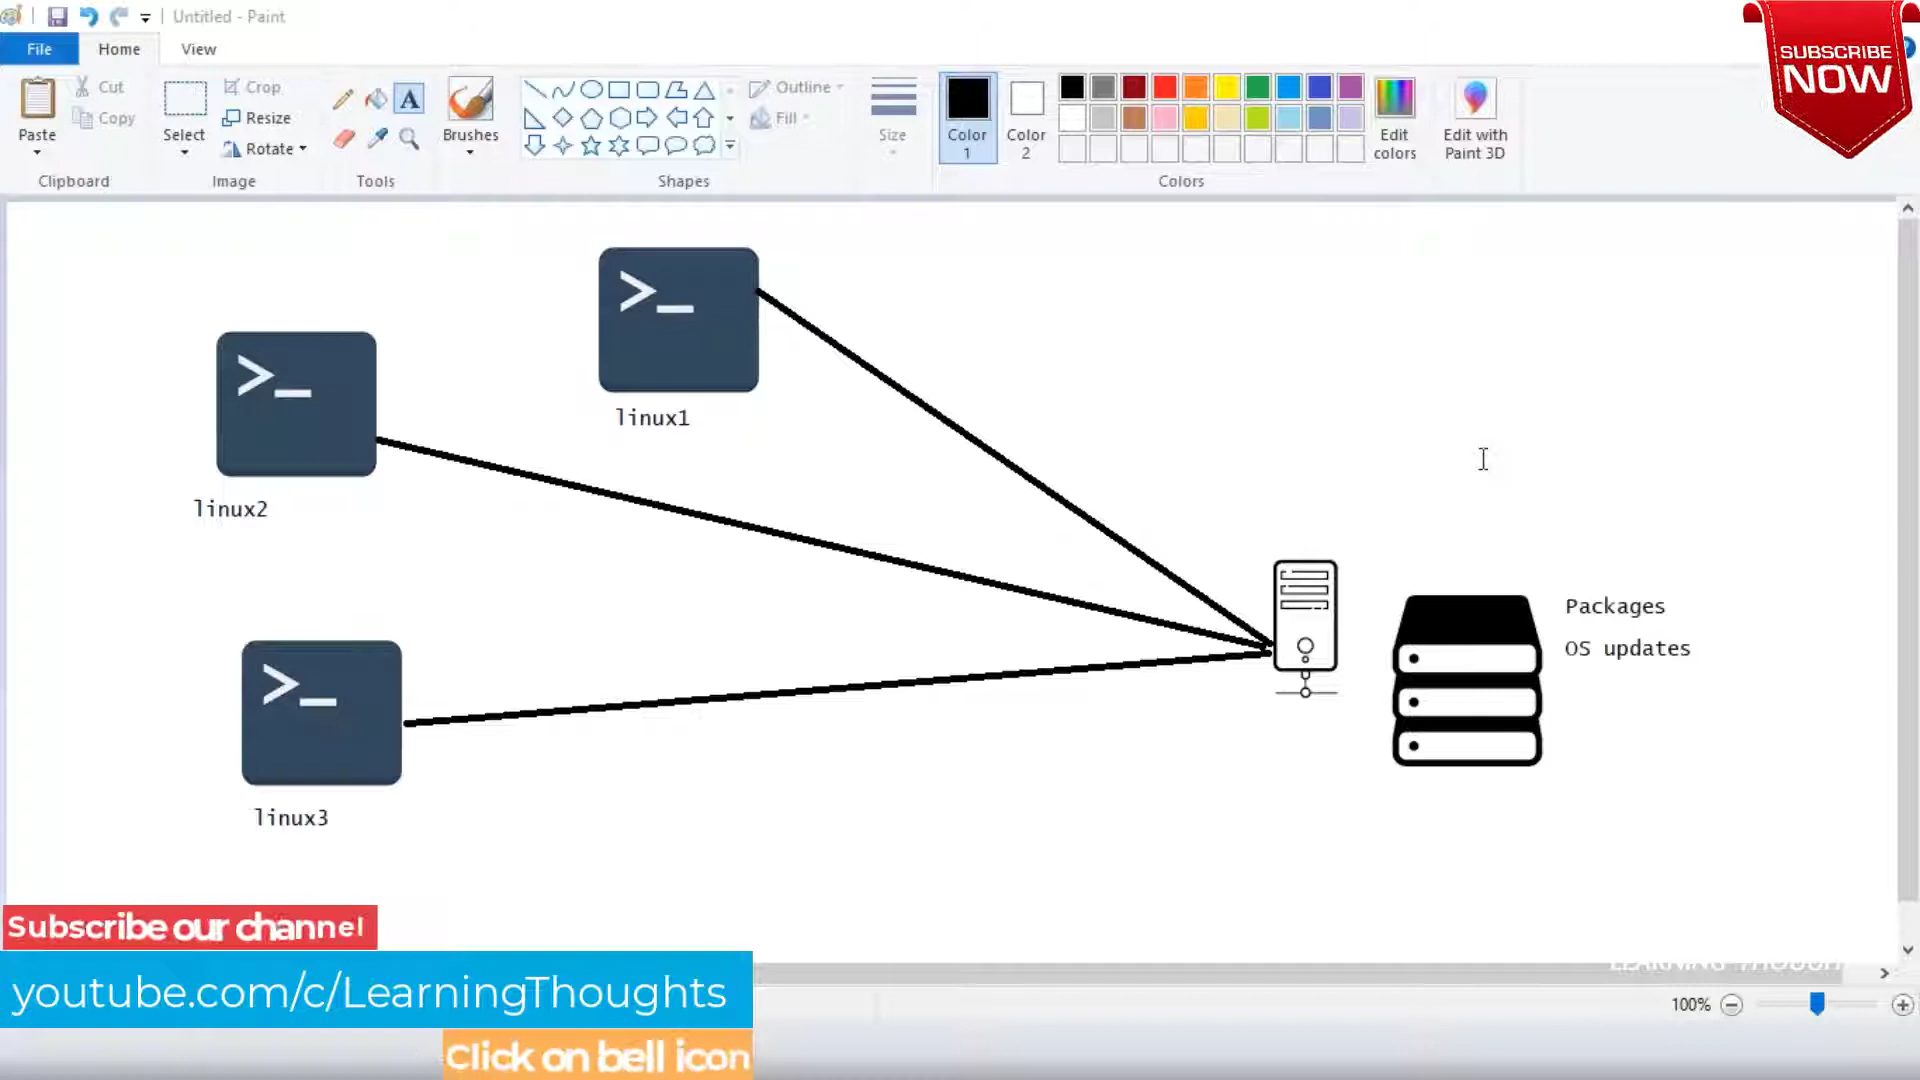 Untitled - Paint
File
Home
View
Paste
Cut
Copy
Clipboard
Select
Crop
Resize
Rotate
Image
A
Tools
Brushes
Shapes
Outline
Fill
Size
Color 1
Color 2
Edit colors
Edit with Paint 3D
Colors
SUBSCRIBE
NOW
>_
linux1
>_
linux2
Packages
OS updates
>_
linux3
Subscribe our channel
youtube.com/c/LearningThoughts
Click on bell icon
100%